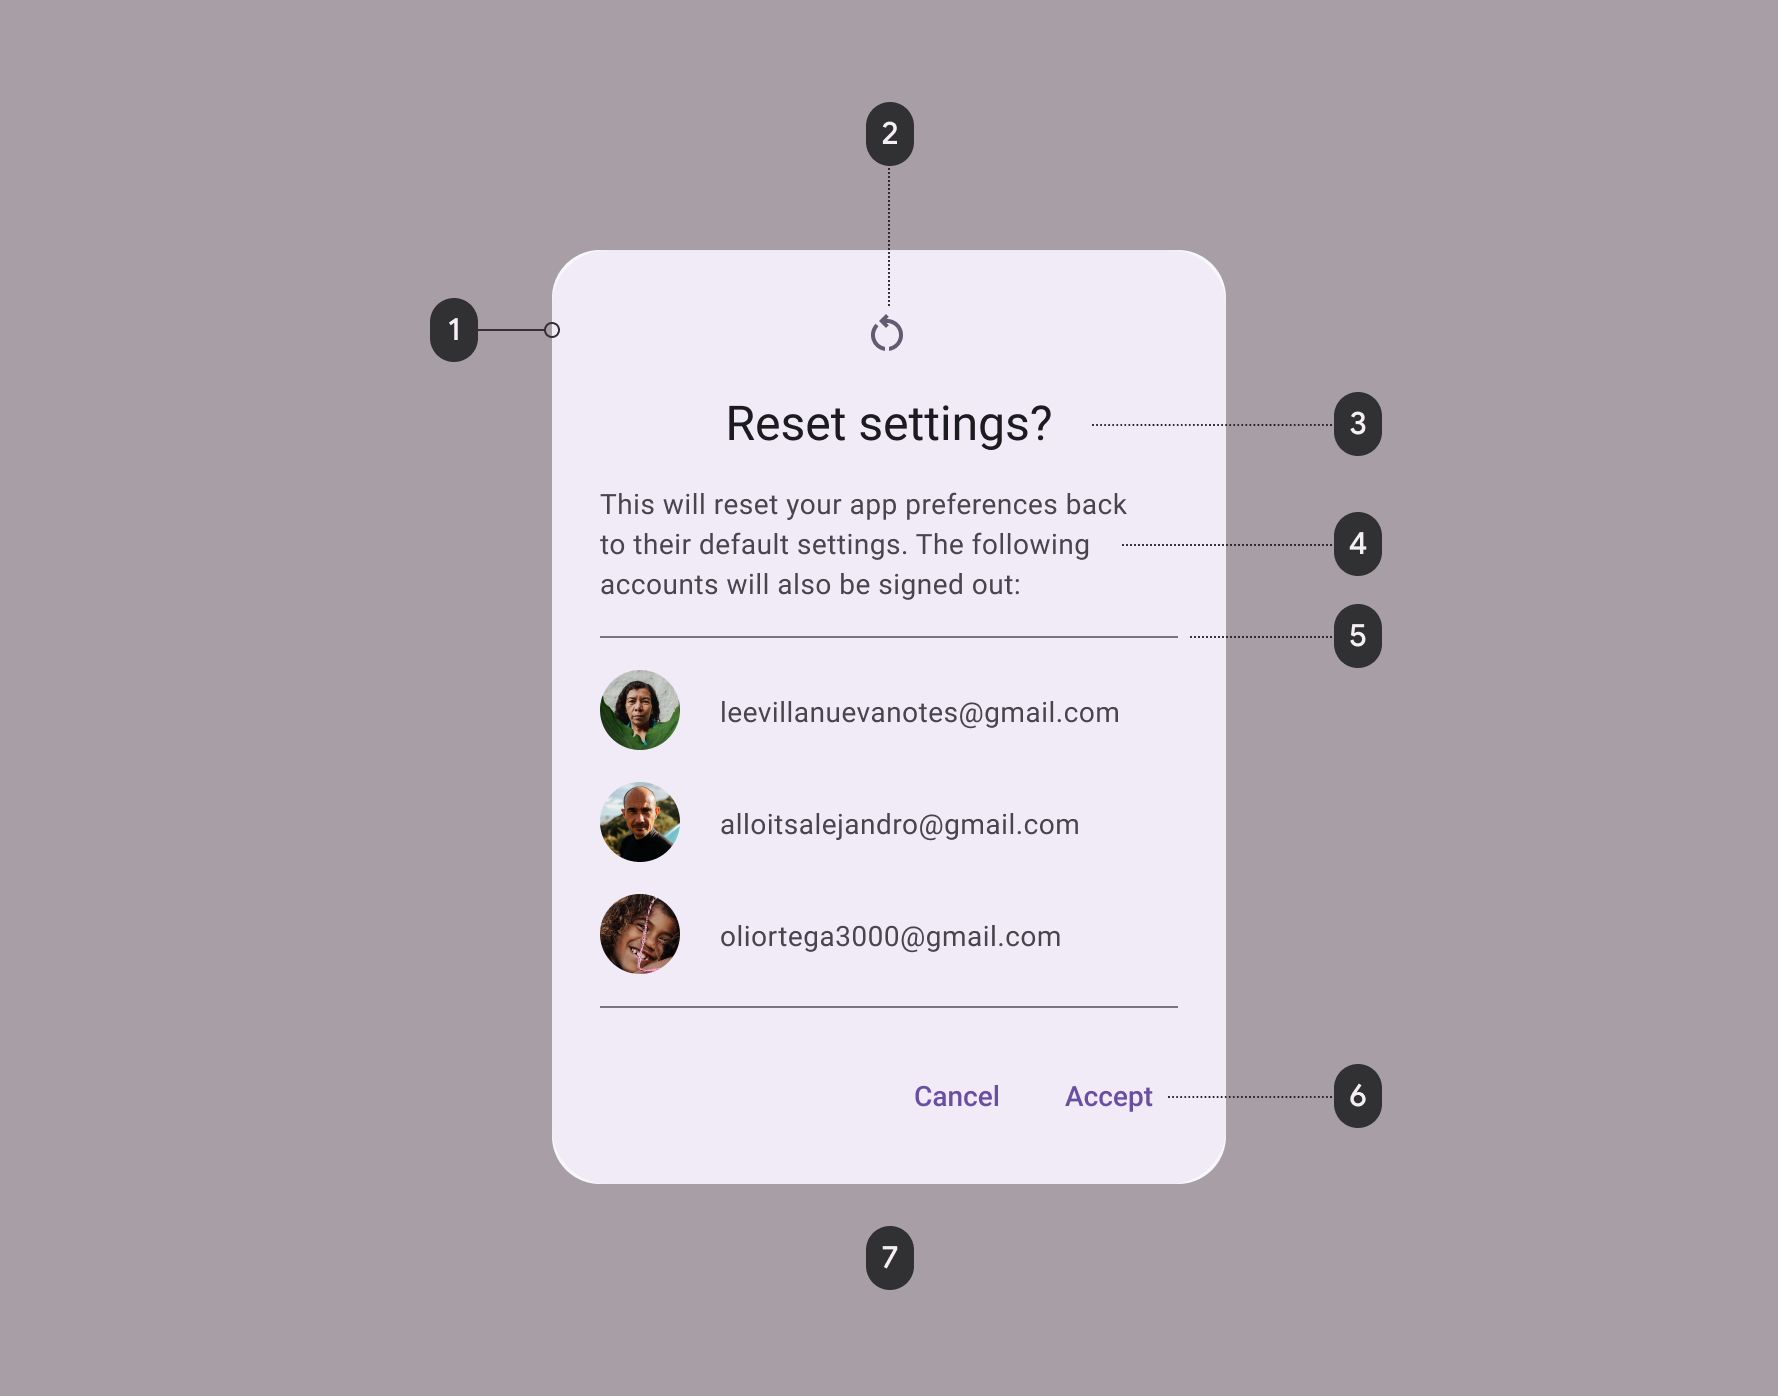 2
1
Reset settings?
3
This will reset your app preferences back
to their default settings. The following
accounts will also be signed out:
4
5
leevillanuevanotes@gmail.com
alloitsalejandro@gmail.com
oliortega3000@gmail.com
Cancel Accept
6
7